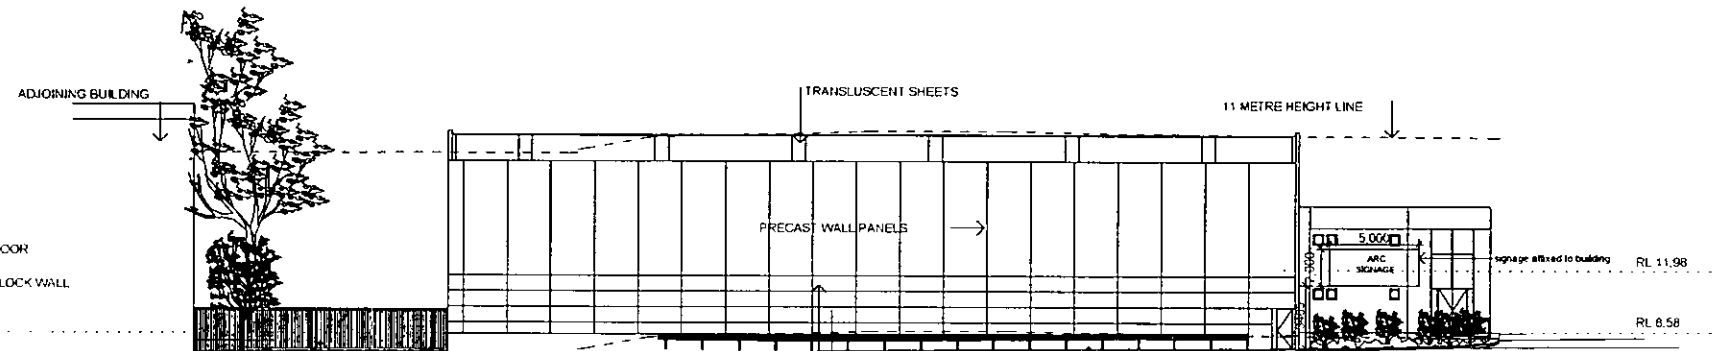 ADJOINING BUILDING
TRANSLUSCENT SHEETS
11 METRE HEIGHT LINE
PRECAST WALL PANELS
5,000
ARC
SIGNAGE
signage affixed to building
RL 11,98
OOR
LOCK WALL
RL 8.58